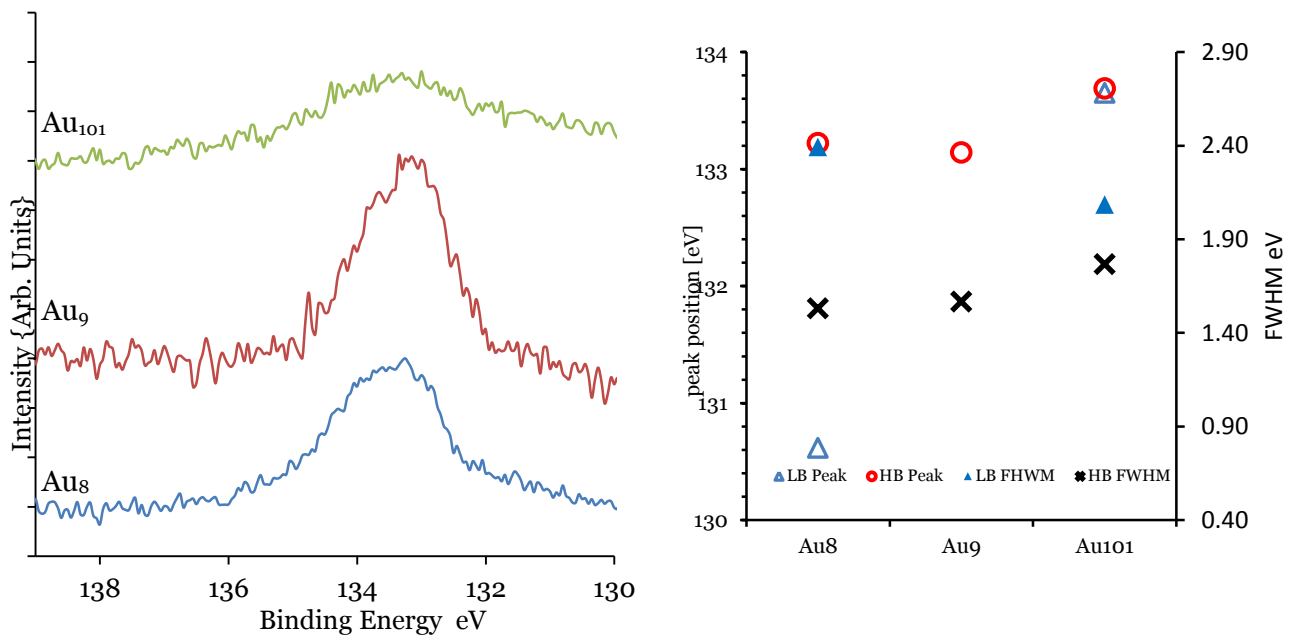 Au₁₀₁
Au₉
Au₈
Intensity {Arb. Units}
138
136
134
132
130
Binding Energy eV
134
133
132
131
130
peak position [eV]
2.90
2.40
1.90
1.40
0.90
0.40
FWHM eV
LB Peak HB Peak LB FHWM HB FWHM
Au8 Au9 Au101